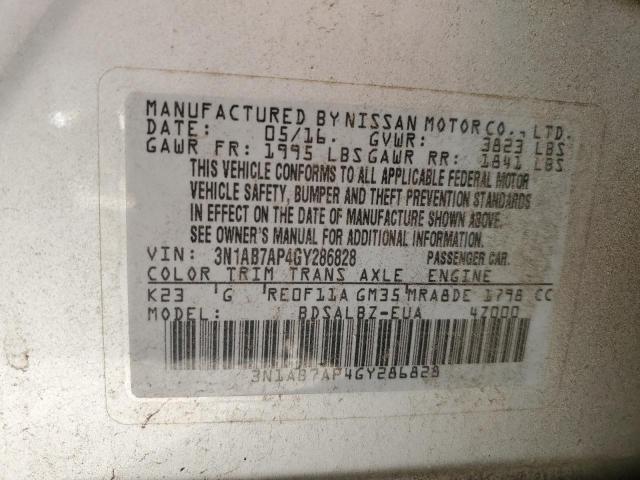 MANUFACTURED BY NISSAN MOTOR CO., LTD.
DATE: 05/16. GVWR: 3823 LBS
GAWR FR: 1995 LBS GAWR RR: 1841 LBS
THIS VEHICLE CONFORMS TO ALL APPLICABLE FEDERAL MOTOR
VEHICLE SAFETY, BUMPER AND THEFT PREVENTION STANDARDS
IN EFFECT ON THE DATE OF MANUFACTURE SHOWN ABOVE.
SEE OWNER'S MANUAL FOR ADDITIONAL INFORMATION.
VIN: 3N1AB7AP4GY286828 PASSENGER CAR.
COLOR TRIM TRANS AXLE ENGINE
K23 G RE0F11A GM35 MRA8DE 1798 CC
MODEL: BDSALBZ-EUA 4Z000
3N1AB7AP4GY286828